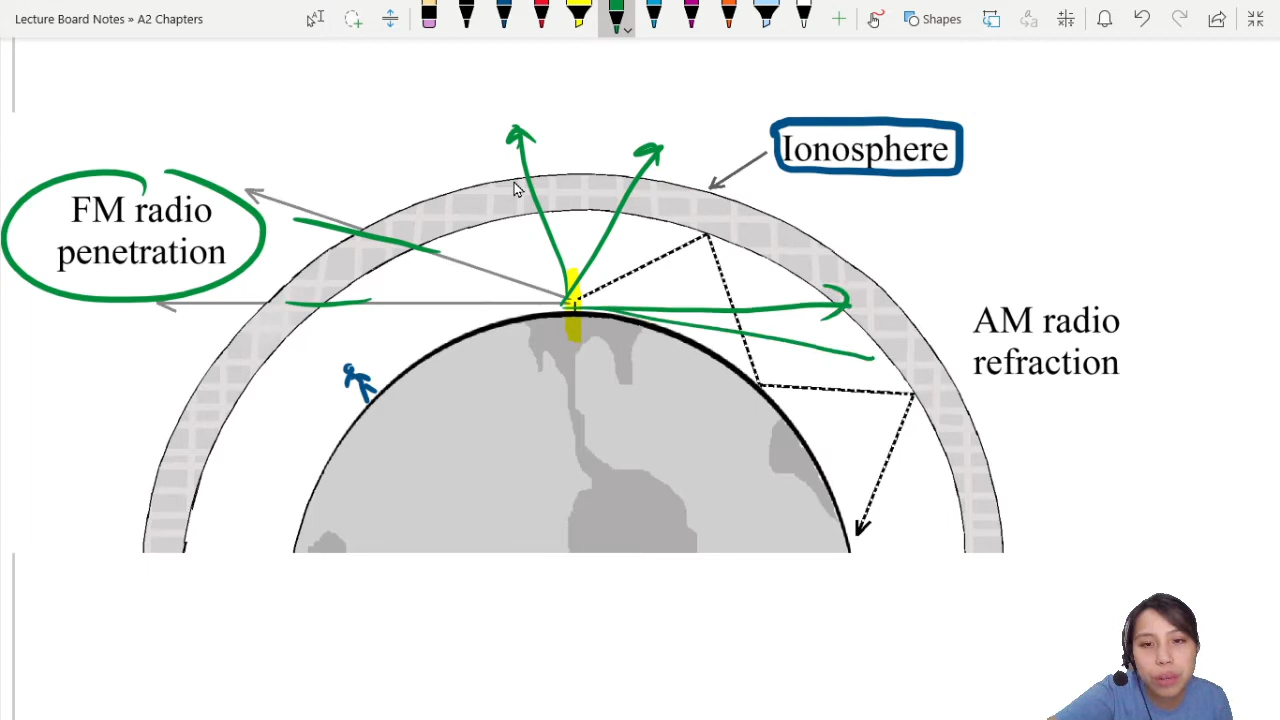 Lecture Board Notes » A2 Chapters
Shapes
Ionosphere
FM radio
penetration
AM radio
refraction